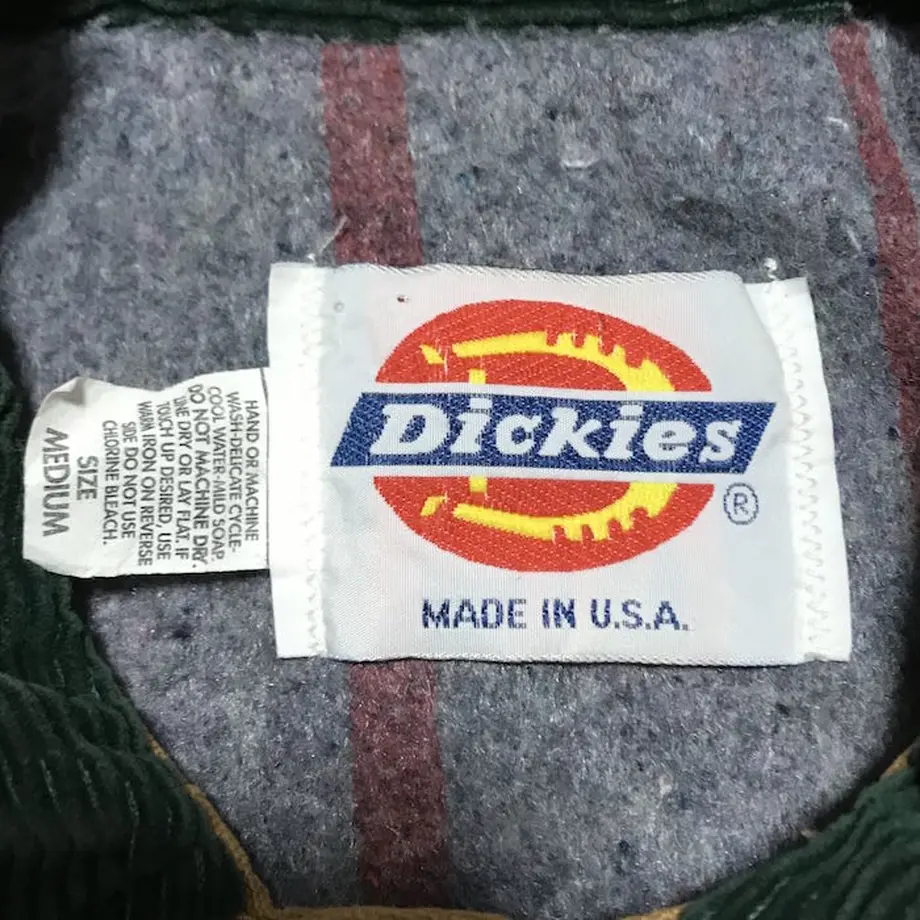 Dickies
®
MADE IN U.S.A.
HAND OR MACHINE
WASH-DELICATE CYCLE-
COOL WATER-MILD SOAP.
DO NOT MACHINE DRY.
LINE DRY OR LAY FLAT. IF
TOUCH UP DESIRED, USE
WARM IRON ON REVERSE
SIDE DO NOT USE
CHLORINE BLEACH.
SIZE
MEDIUM